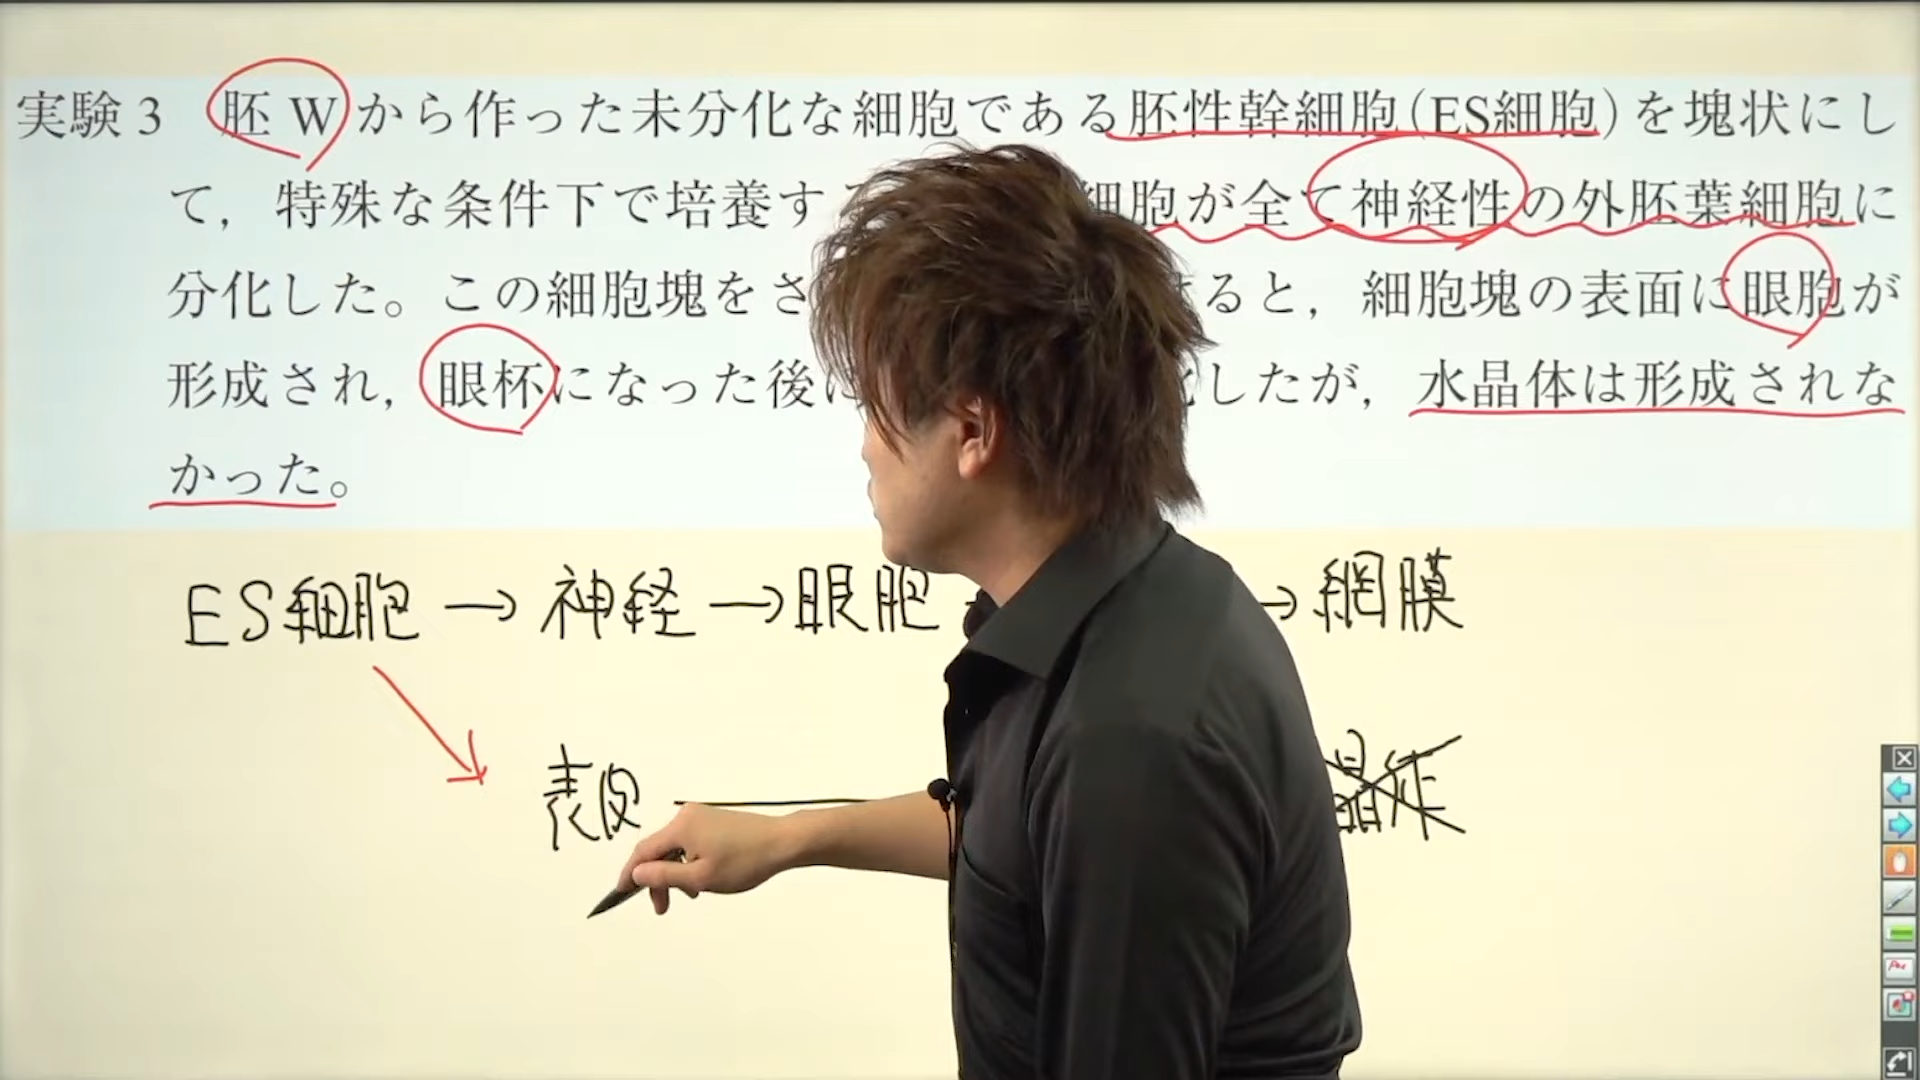 実験3 胚Wから作った未分化な細胞である胚性幹細胞(ES細胞)を塊状にし
て,特殊な条件下で培養す 細胞が全て神経性の外胚葉細胞に
分化した。この細胞塊をさ ると,細胞塊の表面に眼胞が
形成され,眼杯になった後に したが,水晶体は形成されな
かった。
ES細胞→神経→眼胞 →網膜
表皮 晶体